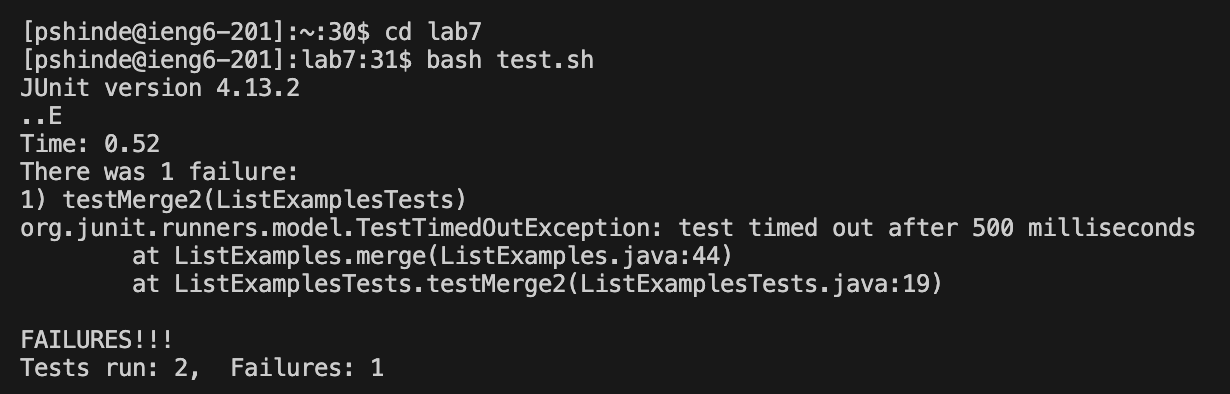 [pshinde@ieng6-201]:~:30$ cd lab7
[pshinde@ieng6-201]:lab7:31$ bash test.sh
JUnit version 4.13.2
..E
Time: 0.52
There was 1 failure:
1) testMerge2(ListExamplesTests)
org.junit.runners.model.TestTimedOutException: test timed out after 500 milliseconds
        at ListExamples.merge(ListExamples.java:44)
        at ListExamplesTests.testMerge2(ListExamplesTests.java:19)

FAILURES!!!
Tests run: 2,  Failures: 1